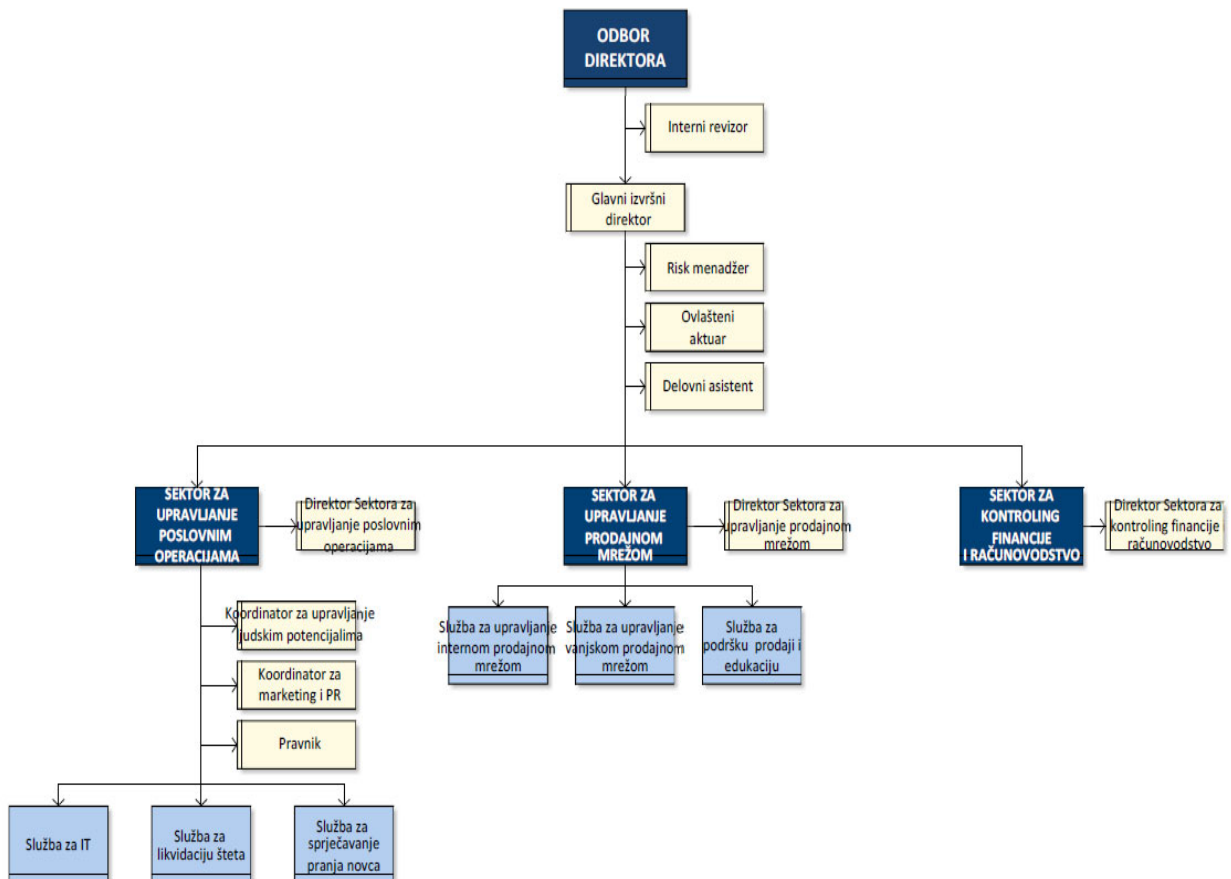 ODBOR
DIREKTORA
Interni revizor
Glavni izvršni
direktor
Risk menadžer
Ovlašteni
aktuar
Delovni asistent
SEKTOR ZA
UPRAVLJANJE
POSLOVNIM
OPERACIJAMA
Direktor Sektora za
upravljanje poslovnim
operacijama
SEKTOR ZA
UPRAVLJANJE
PRODAJNOM
MREŽOM
Direktor Sektora za
upravljanje prodajnom
mrežom
SEKTOR ZA
KONTROLING
FINANCIJE
I RAČUNOVODSTVO
Direktor Sektora za
kontroling financije i
računovodstvo
Koordinator za upravljanje
ljudskim potencijalima
Koordinator za
marketing i PR
Pravnik
Služba za upravljanje
internom prodajnom
mrežom
Služba za upravljanje
vanjskom prodajnom
mrežom
Služba za
podršku prodaji i
edukaciju
Služba za IT
Služba za
likvidaciju šteta
Služba za
sprječavanje
pranja novca